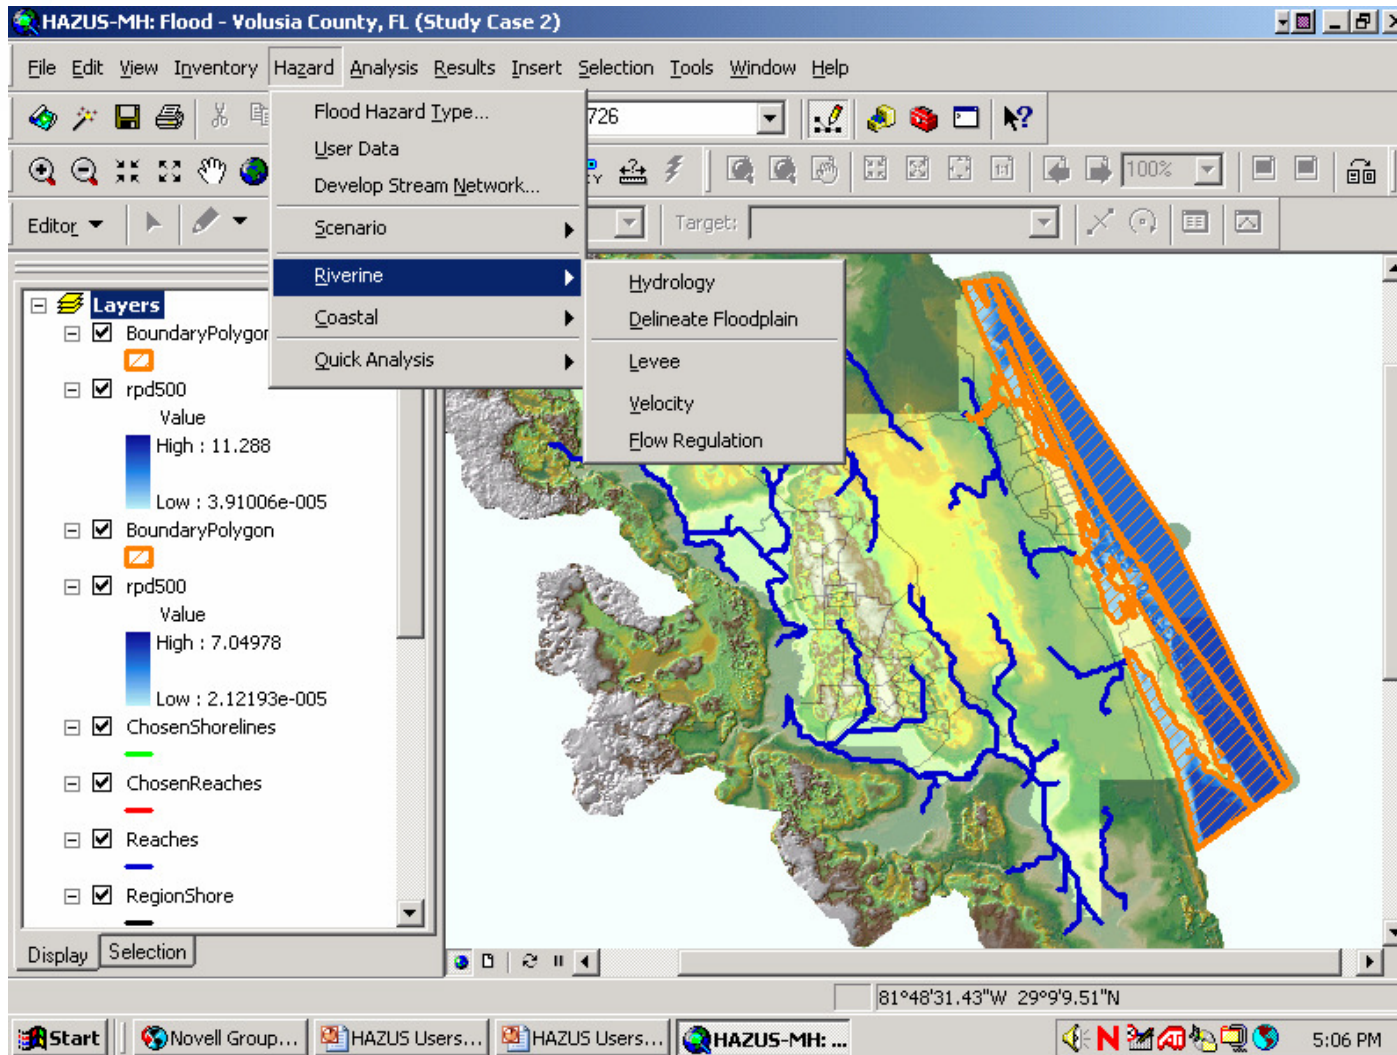 HAZUS-MH: Flood - Volusia County, FL (Study Case 2)
File Edit View Inventory Hazard Analysis Results Insert Selection Tools Window Help
Flood Hazard Type...
User Data
Develop Stream Network...
Scenario
Riverine
Coastal
Quick Analysis
Hydrology
Delineate Floodplain
Levee
Velocity
Flow Regulation
726
100%
1:1
Editor
Target:
Layers
BoundaryPolygon
rpd500
Value
High : 11.288
Low : 3.91006e-005
BoundaryPolygon
rpd500
Value
High : 7.04978
Low : 2.12193e-005
ChosenShorelines
ChosenReaches
Reaches
RegionShore
Display Selection
81°48'31.43"W 29°9'9.51"N
Start Novell Group... HAZUS Users... HAZUS Users... HAZUS-MH: ... N 5:06 PM